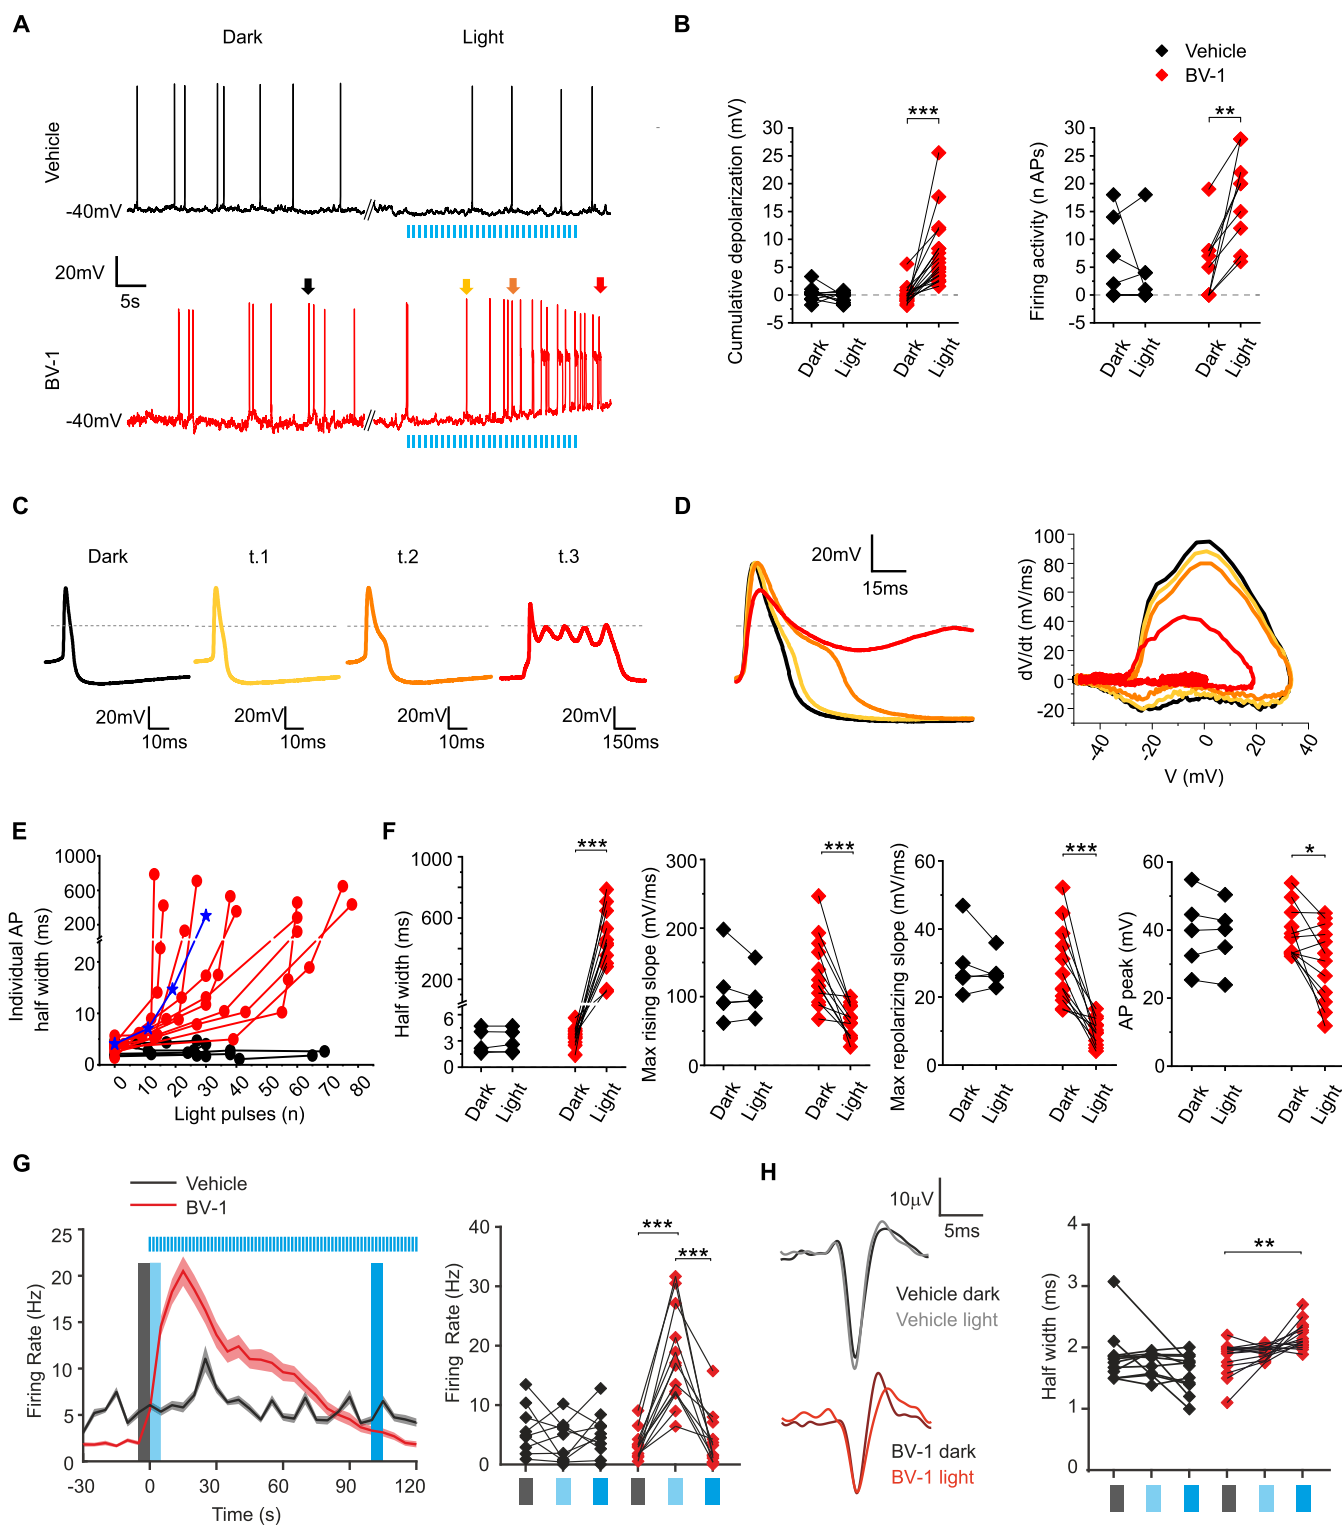 A
Dark
Light
Vehicle
-40mV
20mV
5s
BV-1
-40mV
B
Vehicle
BV-1
Cumulative depolarization (mV)
30
25
20
15
10
5
0
-5
***
Dark
Light
Dark
Light
Firing activity (n APs)
30
25
20
15
10
5
0
-5
**
Dark
Light
Dark
Light
C
Dark
t.1
t.2
t.3
20mV
10ms
20mV
10ms
20mV
10ms
20mV
150ms
D
20mV
15ms
dV/dt (mV/ms)
100
80
60
40
20
0
-20
-40
-20
0
20
40
V (mV)
E
Individual AP
half width (ms)
1000
600
200
20
10
0
0
10
20
30
40
50
60
70
80
Light pulses (n)
F
Half width (ms)
1000
600
200
6
3
0
***
Dark
Light
Dark
Light
Max rising slope (mV/ms)
300
200
100
0
***
Dark
Light
Dark
Light
Max repolarizing slope (mV/ms)
60
40
20
0
***
Dark
Light
Dark
Light
AP peak (mV)
60
40
20
0
*
Dark
Light
Dark
Light
G
Vehicle
BV-1
Firing Rate (Hz)
25
20
15
10
5
0
-30
0
30
60
90
120
Time (s)
Firing Rate (Hz)
40
30
20
10
0
***
***
H
10μV
5ms
Vehicle dark
Vehicle light
BV-1 dark
BV-1 light
Half width (ms)
4
3
2
1
0
**